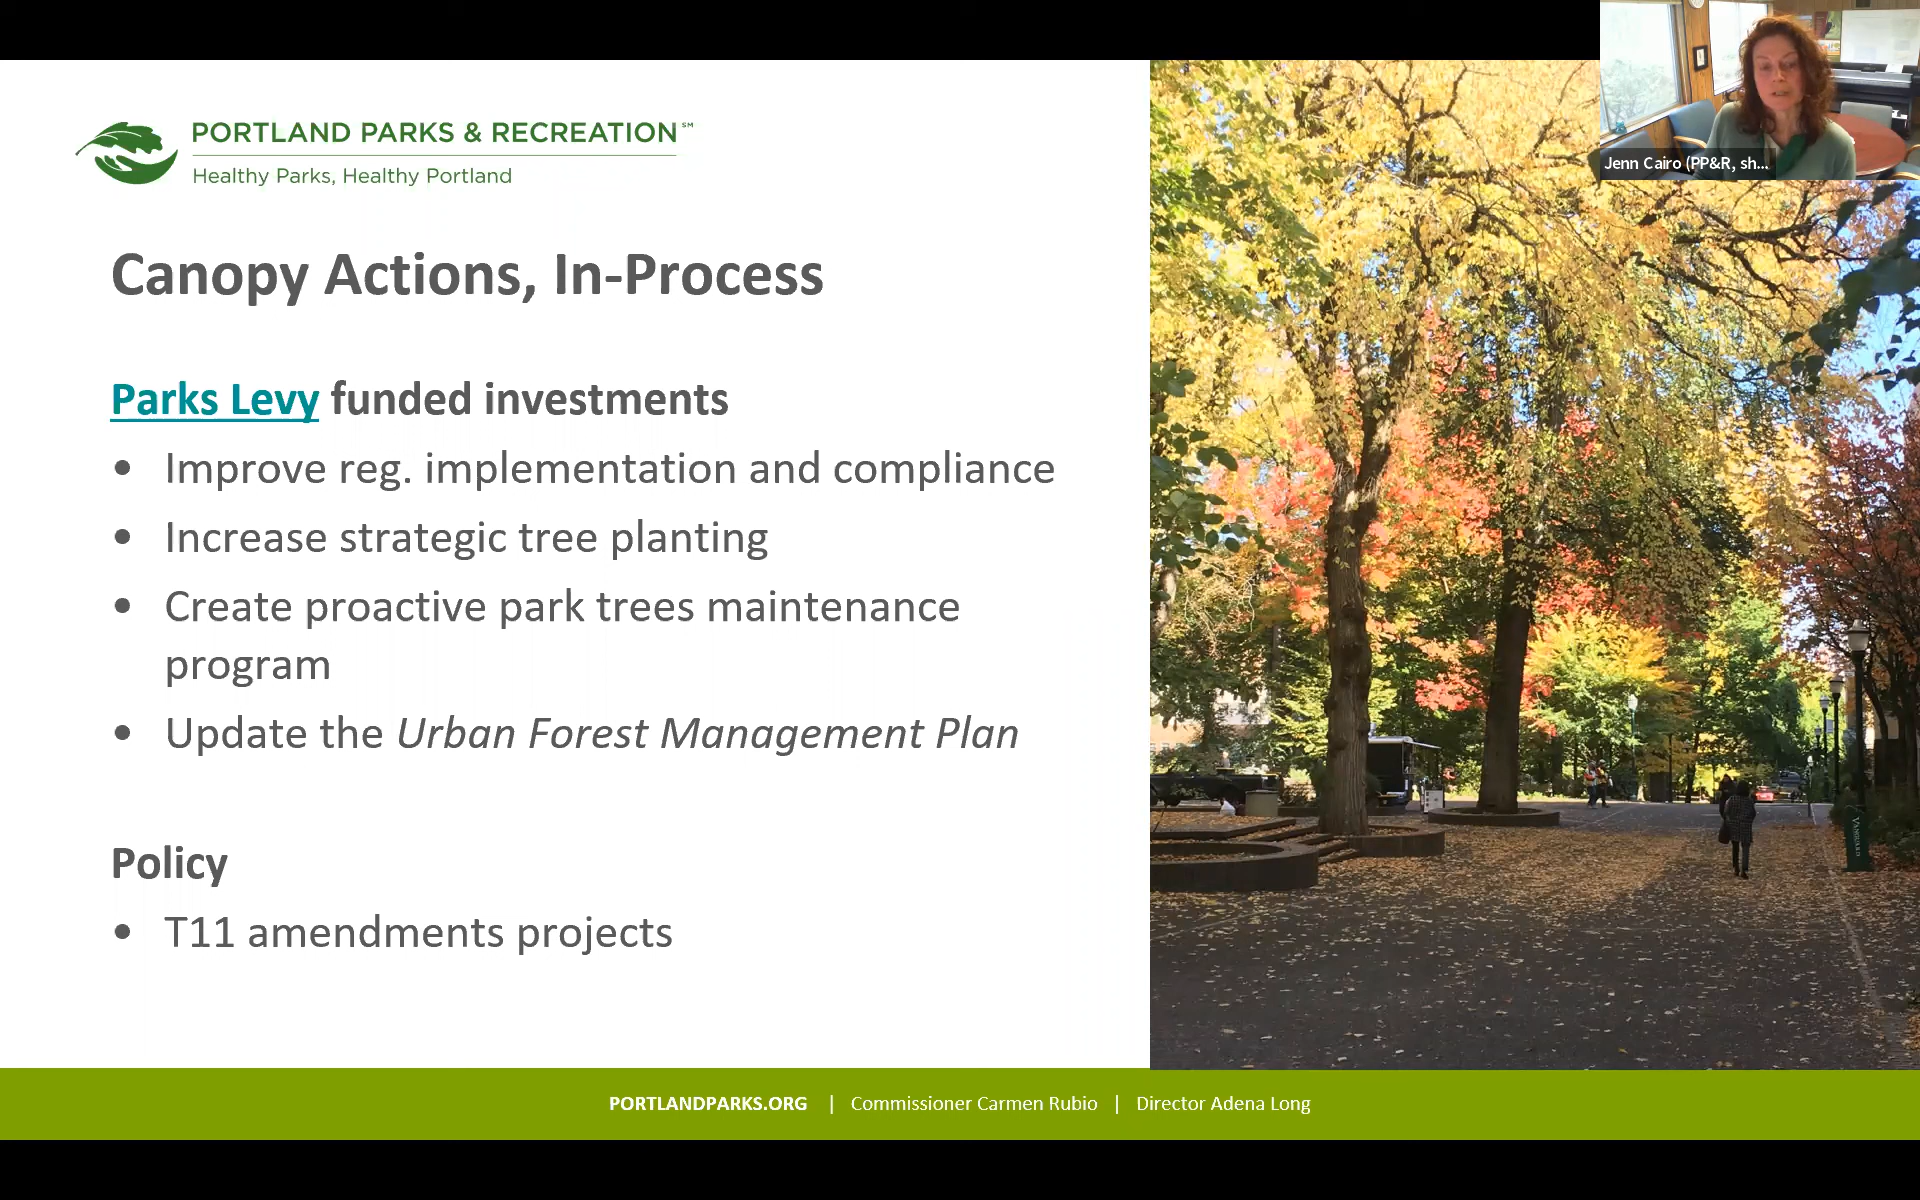 Jenn Cairo (PP&R, sh...
PORTLAND PARKS & RECREATION℠
Healthy Parks, Healthy Portland
Canopy Actions, In-Process
Parks Levy funded investments
• Improve reg. implementation and compliance
• Increase strategic tree planting
• Create proactive park trees maintenance
program
• Update the Urban Forest Management Plan
Policy
• T11 amendments projects
VANGUARD
PORTLANDPARKS.ORG | Commissioner Carmen Rubio | Director Adena Long